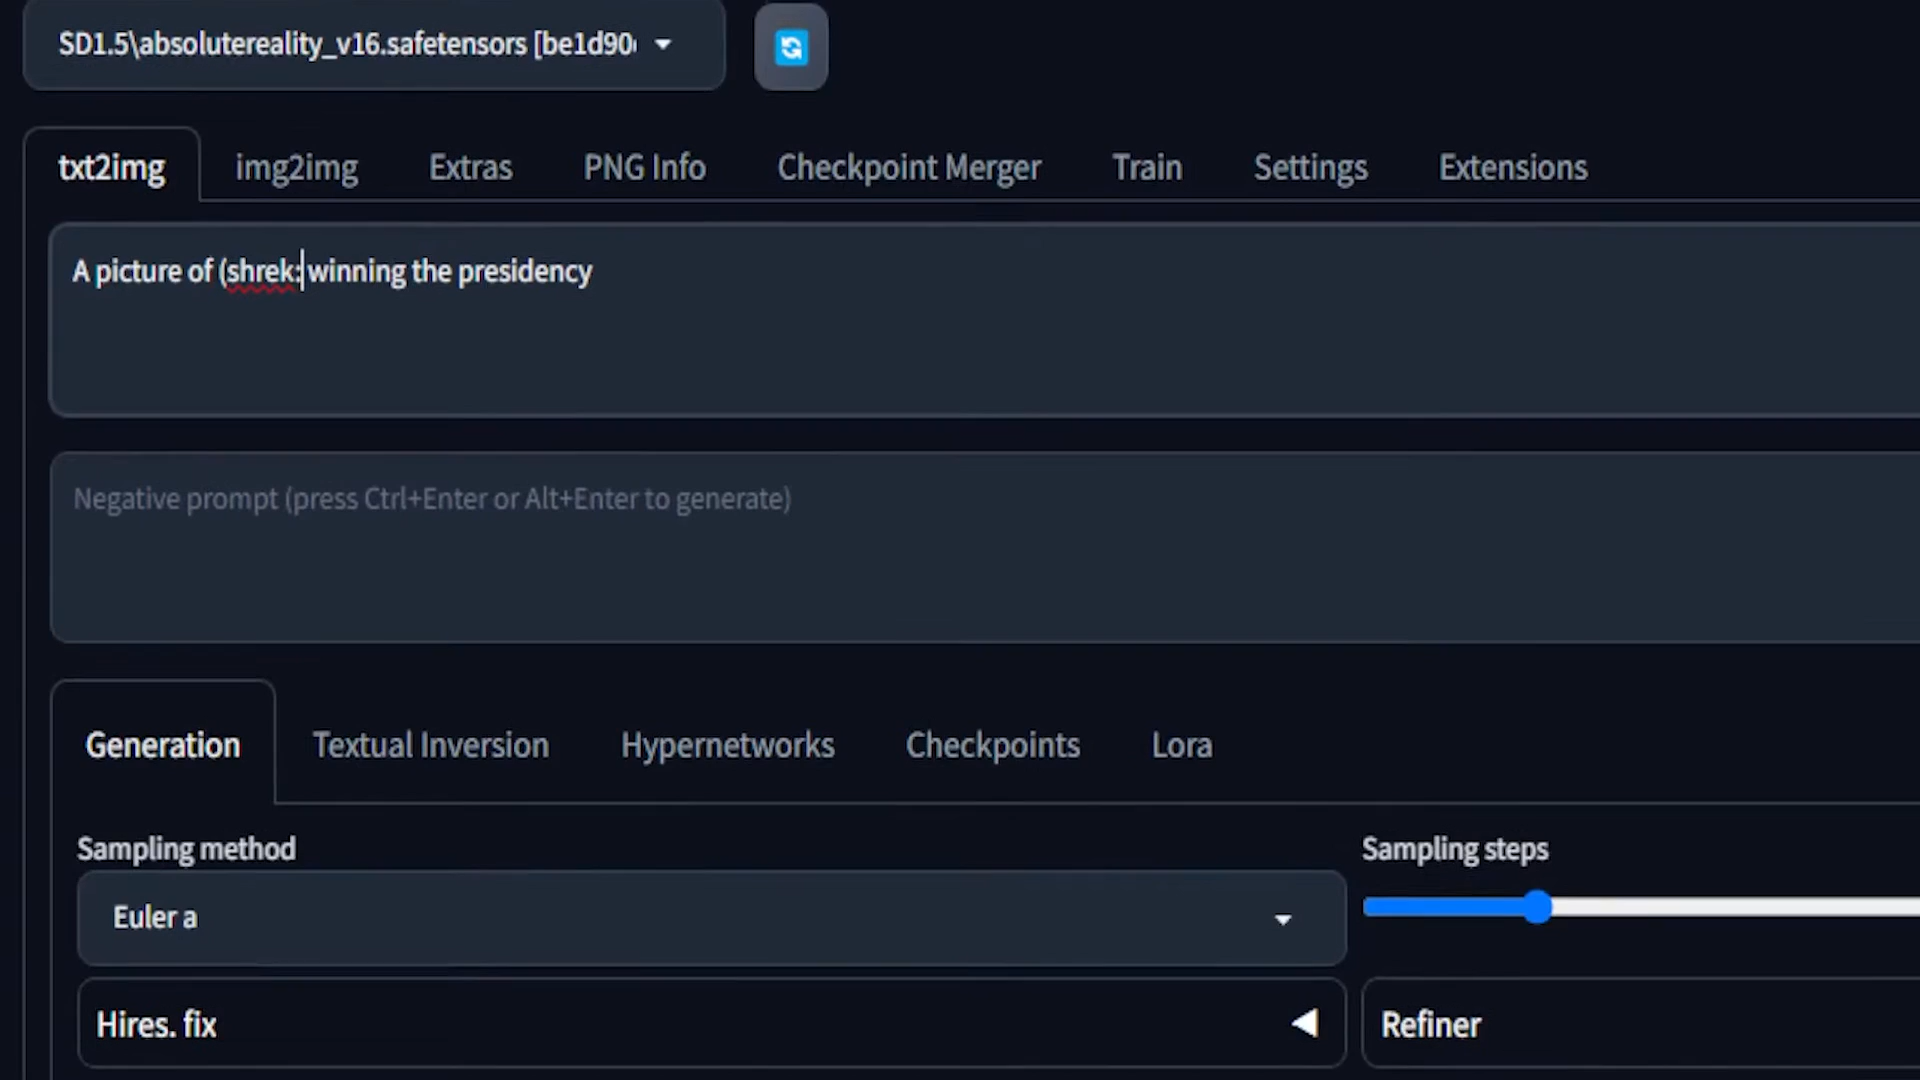 SD1.5\absolutereality_v16.safetensors [be1d90
txt2img img2img Extras PNG Info Checkpoint Merger Train Settings Extensions
A picture of (shrek: winning the presidency
Negative prompt (press Ctrl+Enter or Alt+Enter to generate)
Generation Textual Inversion Hypernetworks Checkpoints Lora
Sampling method Sampling steps
Euler a
Hires. fix Refiner